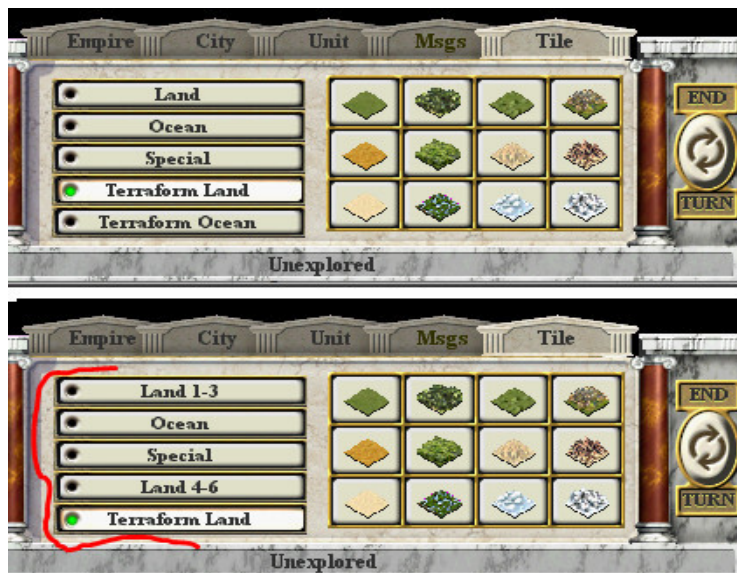 Empire City Unit Msgs Tile
Land
Ocean
Special
Terraform Land
Terraform Ocean
END
TURN
Unexplored
Empire City Unit Msgs Tile
Land 1-3
Ocean
Special
Land 4-6
Terraform Land
END
TURN
Unexplored